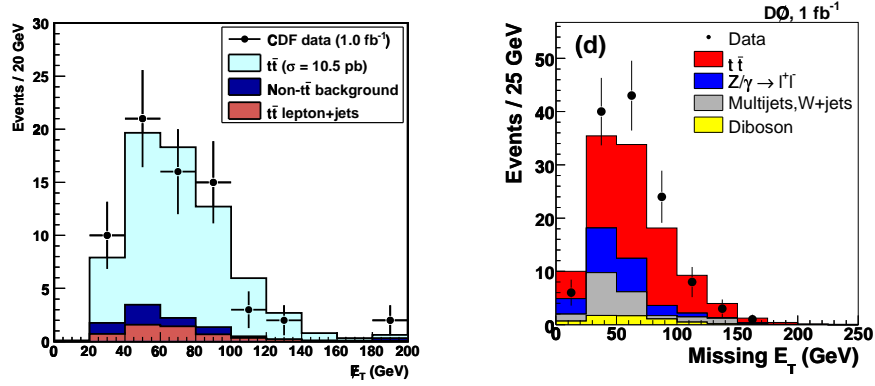 Events / 20 GeV
30
25
20
15
10
5
0
CDF data (1.0 fb⁻¹)
tt̄ (σ = 10.5 pb)
Non-tt̄ background
tt̄ lepton+jets
0 20 40 60 80 100 120 140 160 180 200
E̸_T (GeV)
DØ, 1 fb⁻¹
Events / 25 GeV
50
40
30
20
10
0
(d)
Data
t t̄
Z/γ → l⁺l⁻
Multijets,W+jets
Diboson
0 50 100 150 200 250
Missing E_T (GeV)